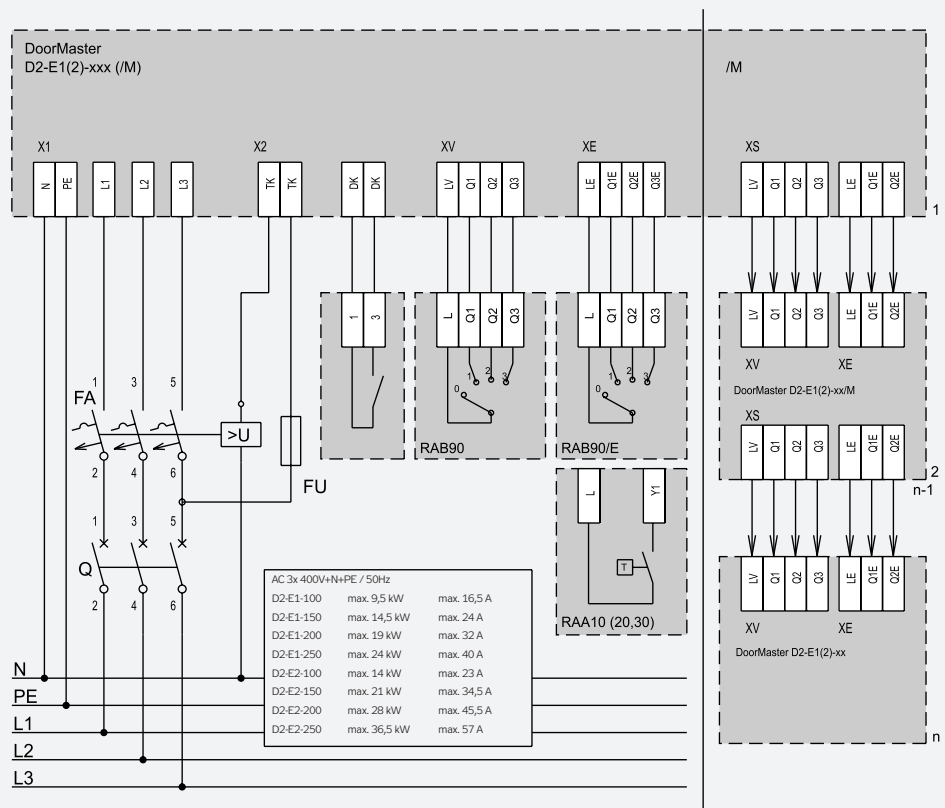 DoorMaster
D2-E1(2)-xxx (/M)
/M
X1
X2
XV
XE
XS
N PE L1 L2 L3
TK TK
DK DK
LV Q1 Q2 Q3
LE Q1E Q2E Q3E
LV Q1 Q2 Q3
LE Q1E Q2E
1
1 3
L Q1 Q2 Q3
0 1 2 3
RAB90
L Q1 Q2 Q3
0 1 2 3
RAB90/E
LV Q1 Q2 Q3
LE Q1E Q2E
XV XE
DoorMaster D2-E1(2)-xx/M
XS
LV Q1 Q2 Q3
LE Q1E Q2E
2
n-1
1 3 5
FA
>U
2 4 6
FU
1 3 5
Q
2 4 6
L Y1
T
RAA10 (20,30)
LV Q1 Q2 Q3
LE Q1E Q2E
XV XE
DoorMaster D2-E1(2)-xx
n
AC 3x 400V+N+PE / 50Hz
D2-E1-100 max. 9,5 kW max. 16,5 A
D2-E1-150 max. 14,5 kW max. 24 A
D2-E1-200 max. 19 kW max. 32 A
D2-E1-250 max. 24 kW max. 40 A
D2-E2-100 max. 14 kW max. 23 A
D2-E2-150 max. 21 kW max. 34,5 A
D2-E2-200 max. 28 kW max. 45,5 A
D2-E2-250 max. 36,5 kW max. 57 A
N
PE
L1
L2
L3